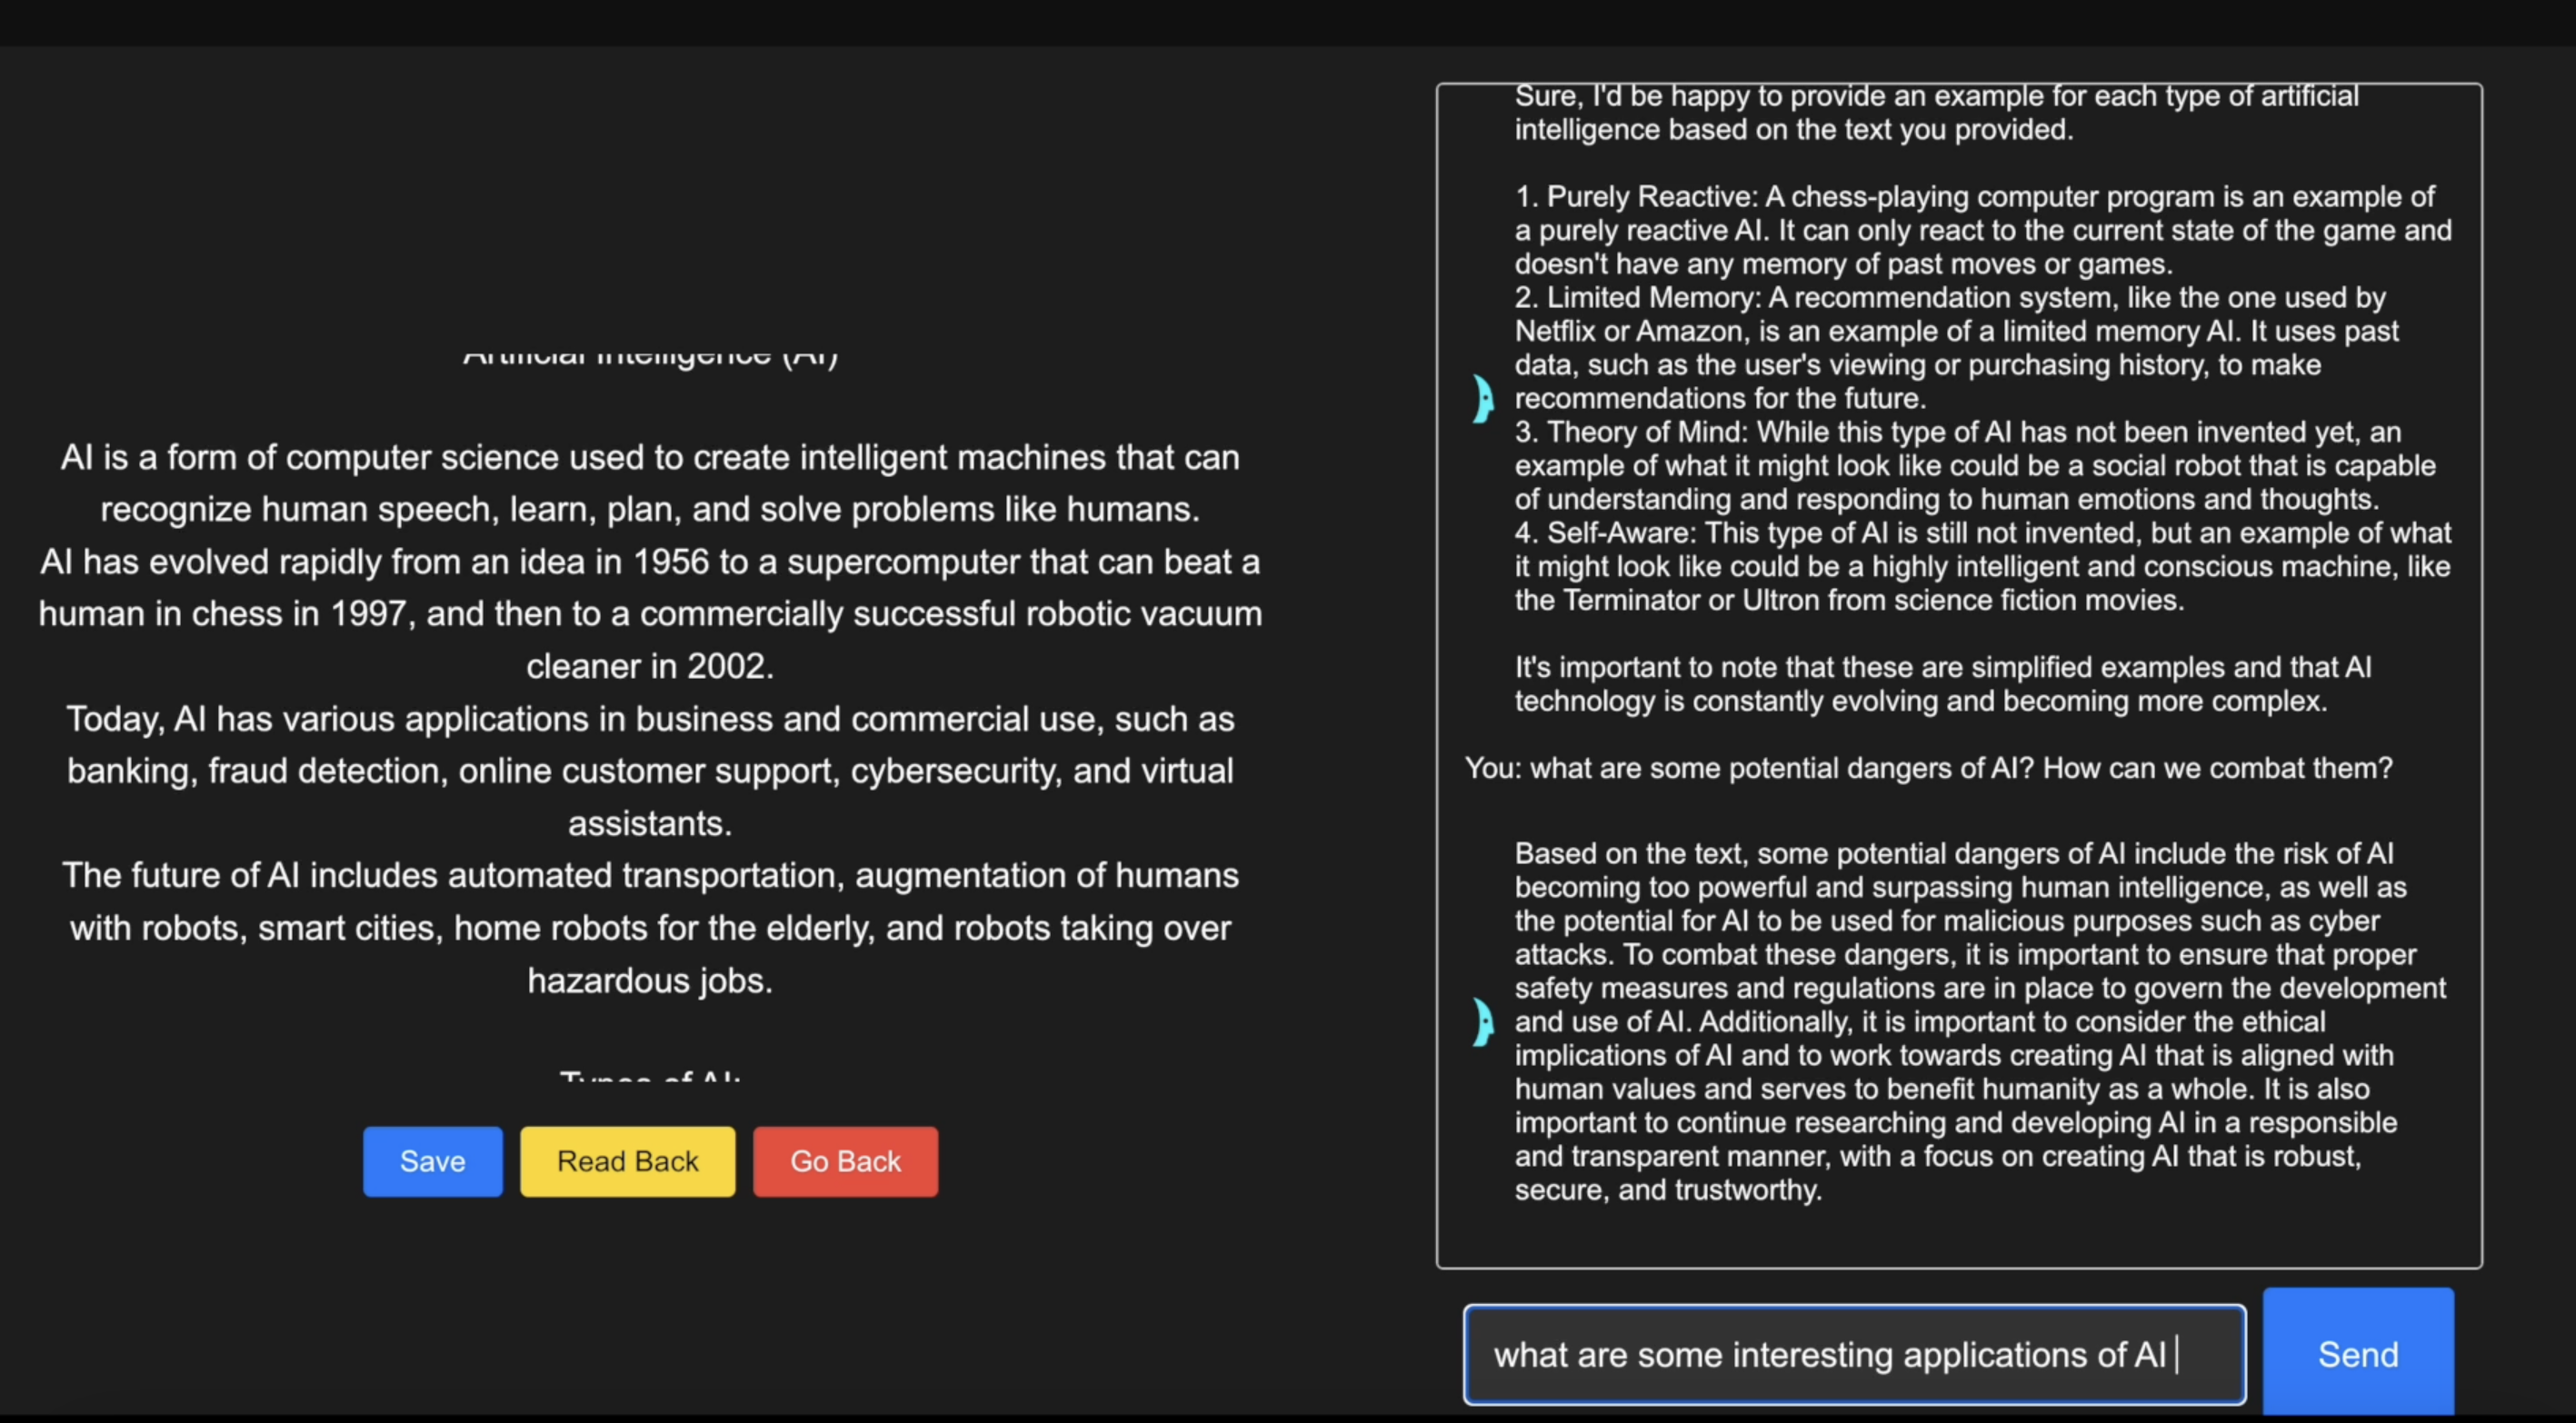 Artificial Intelligence (AI)
AI is a form of computer science used to create intelligent machines that can
recognize human speech, learn, plan, and solve problems like humans.
AI has evolved rapidly from an idea in 1956 to a supercomputer that can beat a
human in chess in 1997, and then to a commercially successful robotic vacuum
cleaner in 2002.
Today, AI has various applications in business and commercial use, such as
banking, fraud detection, online customer support, cybersecurity, and virtual
assistants.
The future of AI includes automated transportation, augmentation of humans
with robots, smart cities, home robots for the elderly, and robots taking over
hazardous jobs.
Types of AI:
Save
Read Back
Go Back
Sure, I'd be happy to provide an example for each type of artificial
intelligence based on the text you provided.
1. Purely Reactive: A chess-playing computer program is an example of
a purely reactive AI. It can only react to the current state of the game and
doesn't have any memory of past moves or games.
2. Limited Memory: A recommendation system, like the one used by
Netflix or Amazon, is an example of a limited memory AI. It uses past
data, such as the user's viewing or purchasing history, to make
recommendations for the future.
3. Theory of Mind: While this type of AI has not been invented yet, an
example of what it might look like could be a social robot that is capable
of understanding and responding to human emotions and thoughts.
4. Self-Aware: This type of AI is still not invented, but an example of what
it might look like could be a highly intelligent and conscious machine, like
the Terminator or Ultron from science fiction movies.
It's important to note that these are simplified examples and that AI
technology is constantly evolving and becoming more complex.
You: what are some potential dangers of AI? How can we combat them?
Based on the text, some potential dangers of AI include the risk of AI
becoming too powerful and surpassing human intelligence, as well as
the potential for AI to be used for malicious purposes such as cyber
attacks. To combat these dangers, it is important to ensure that proper
safety measures and regulations are in place to govern the development
and use of AI. Additionally, it is important to consider the ethical
implications of AI and to work towards creating AI that is aligned with
human values and serves to benefit humanity as a whole. It is also
important to continue researching and developing AI in a responsible
and transparent manner, with a focus on creating AI that is robust,
secure, and trustworthy.
what are some interesting applications of AI
Send